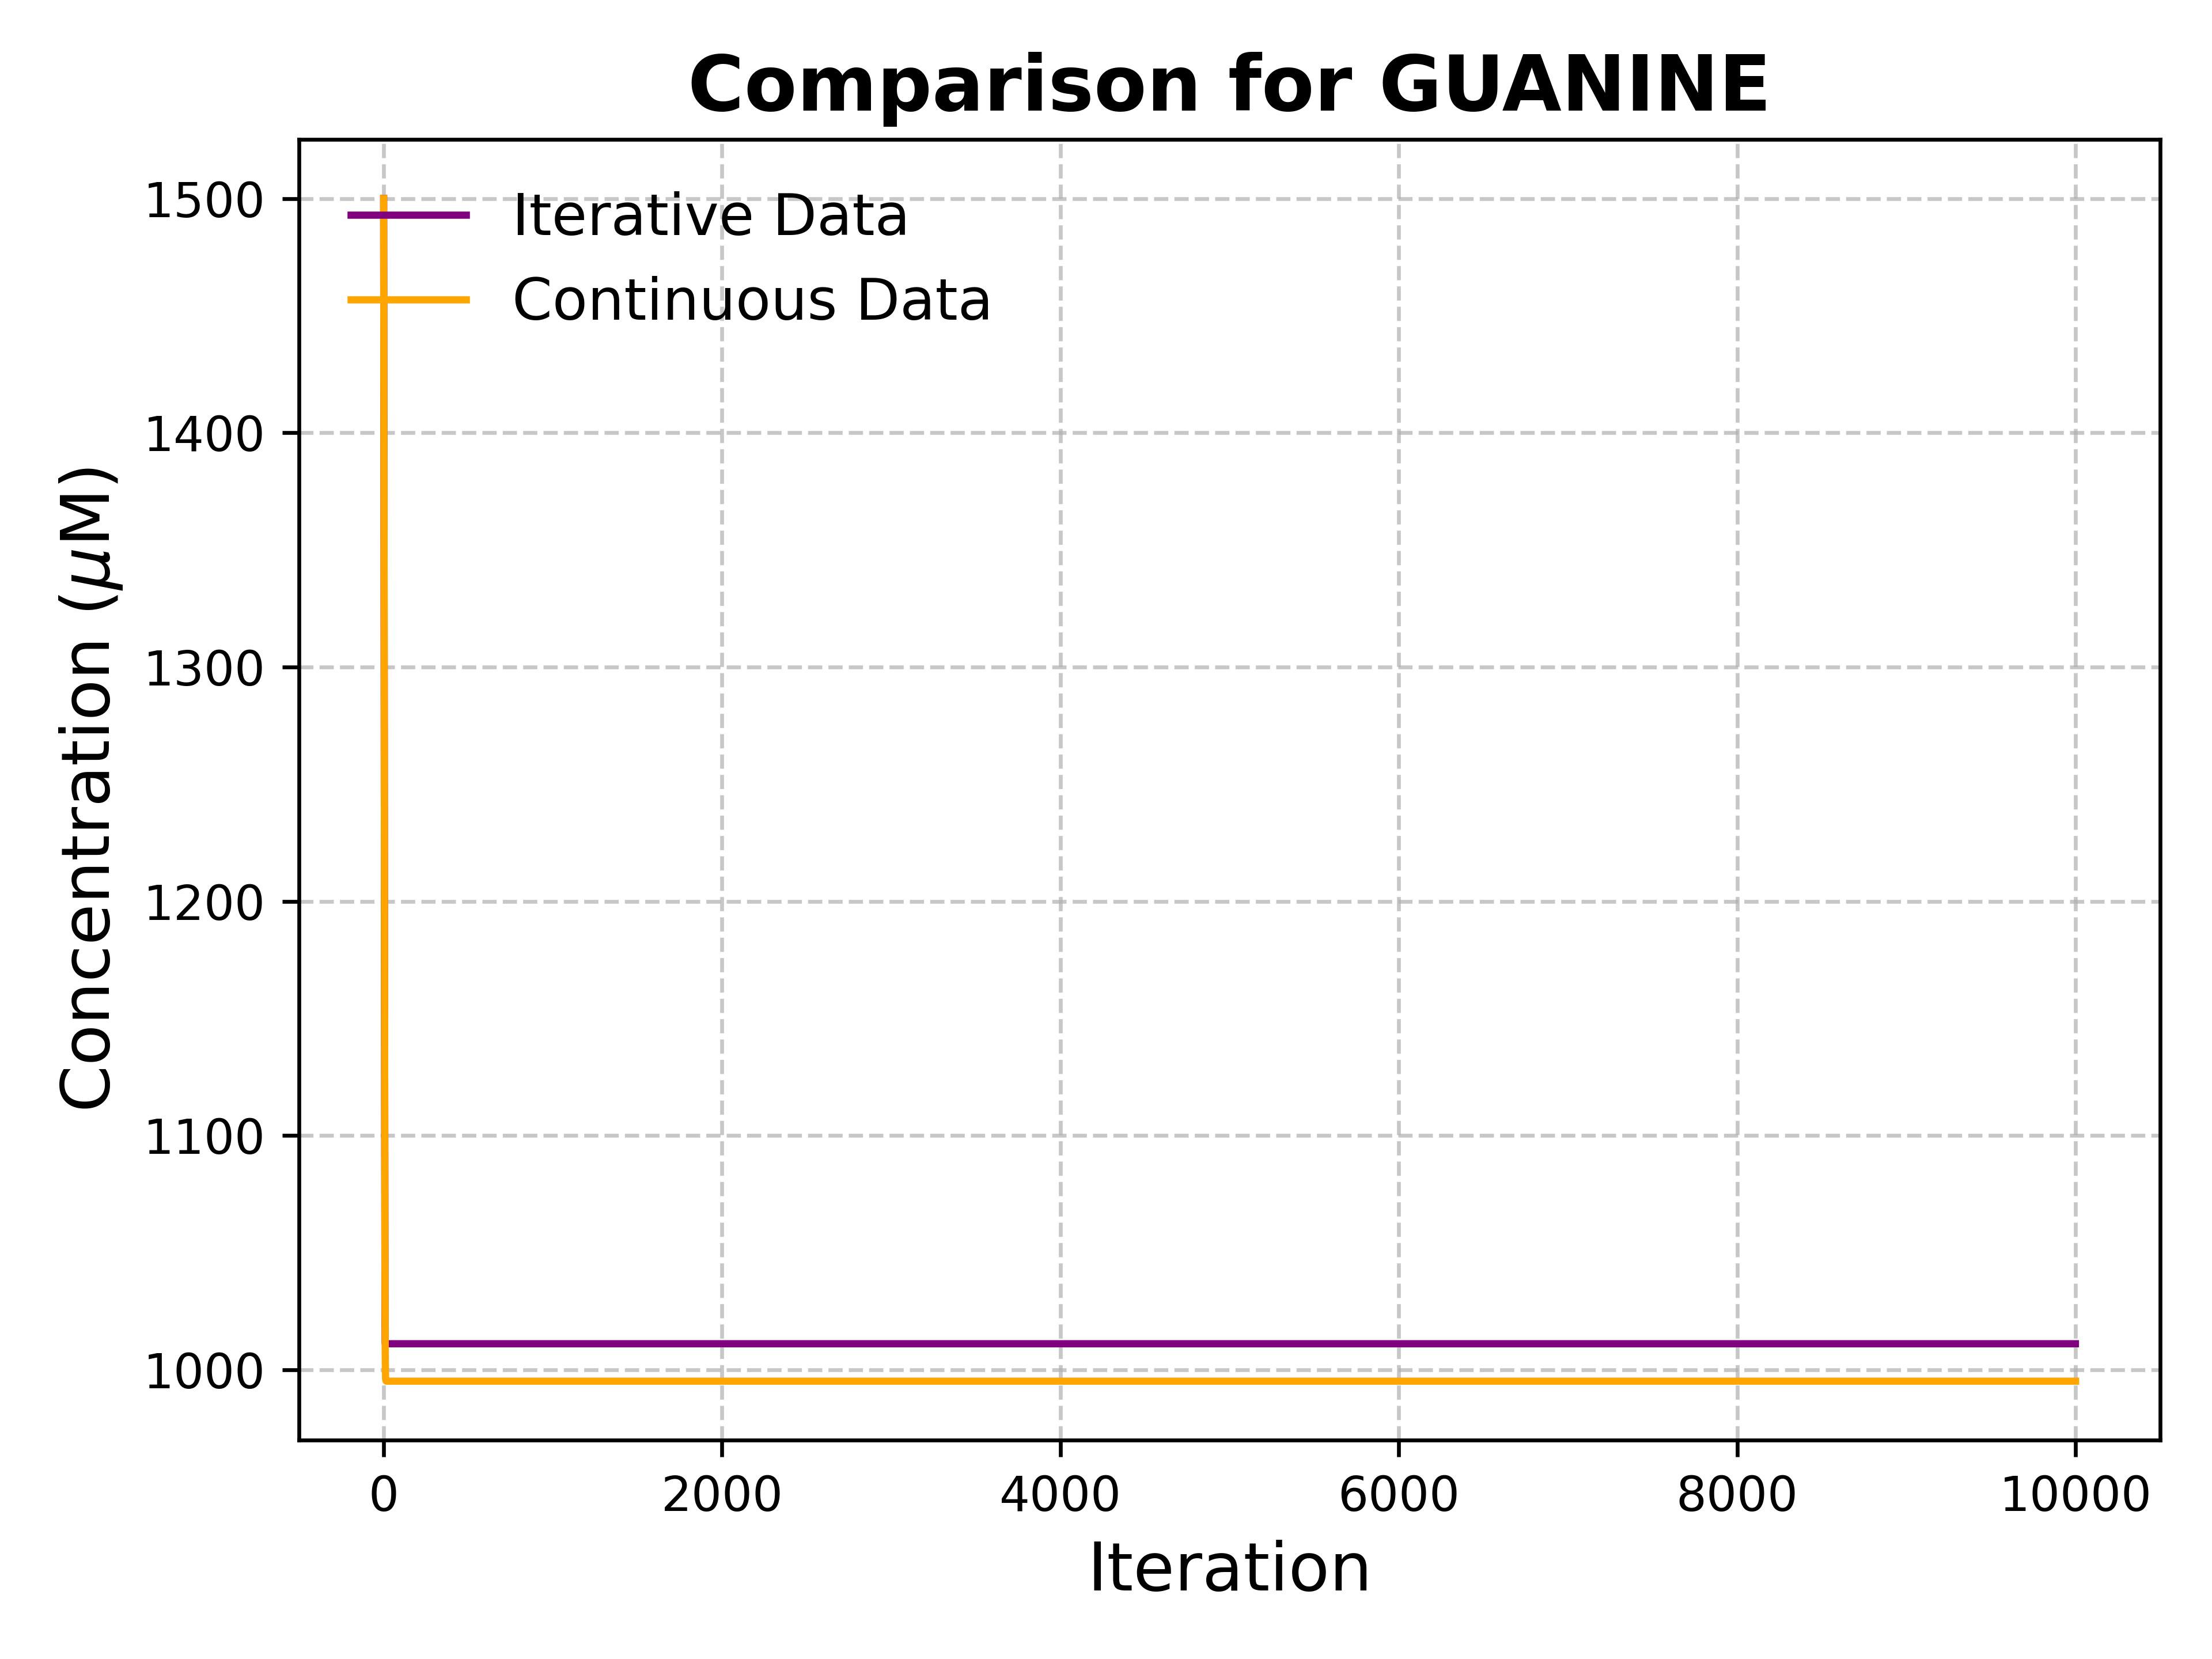 Comparison for GUANINE
Iterative Data
Continuous Data
1500
1400
1300
1200
1100
1000
Concentration (μM)
0 2000 4000 6000 8000 10000
Iteration